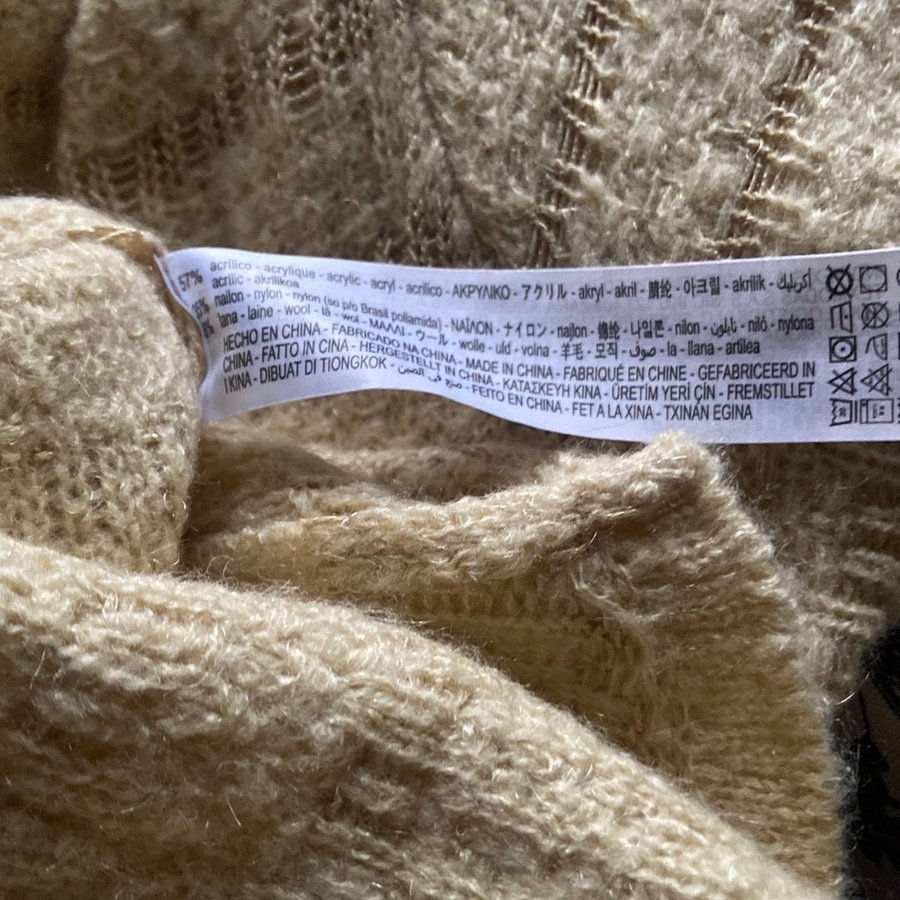 57% acrílico - acrylique - acrylic - acryl - acrilico - ΑΚΡΥΛΙΚΟ - アクリル - akryl - akril - 腈纶 - 아크릴 - akrilik - أكريليك
acrilic - akrilikoa
nailon - nylon - nylon (so p/o Brasil poliamida) - ΝΑΪΛΟΝ - ナイロン - najlon - 锦纶 - 나일론 - nilon - نايلون - niló - nylona
lana - laine - wool - lã - wol - ΜΑΛΛΙ - ウール - wolle - uld - volna - 羊毛 - 모직 - صوف - la - llana - artilea
HECHO EN CHINA - FABRICADO NA CHINA - MADE IN CHINA - FABRIQUÉ EN CHINE - GEFABRICEERD IN
CHINA - FATTO IN CINA - HERGESTELLT IN CHINA - ΚΑΤΑΣΚΕΥΗ ΚΙΝΑ - ÜRETİM YERİ ÇİN - FREMSTILLET
I KINA - DIBUAT DI TIONGKOK - صنع في الصين - FEITO EN CHINA - FET A LA XINA - TXINAN EGINA